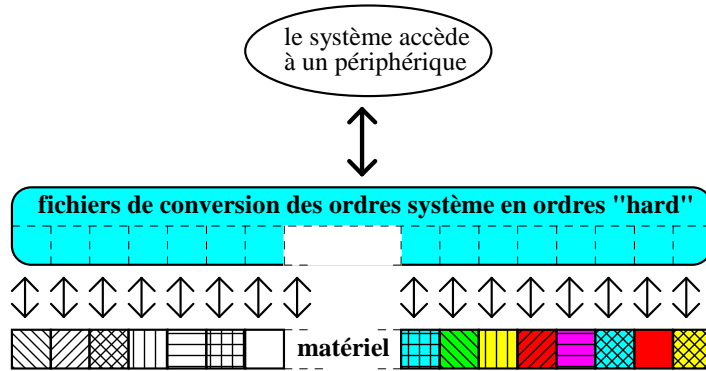 le système accède
à un périphérique
fichiers de conversion des ordres système en ordres "hard"
matériel